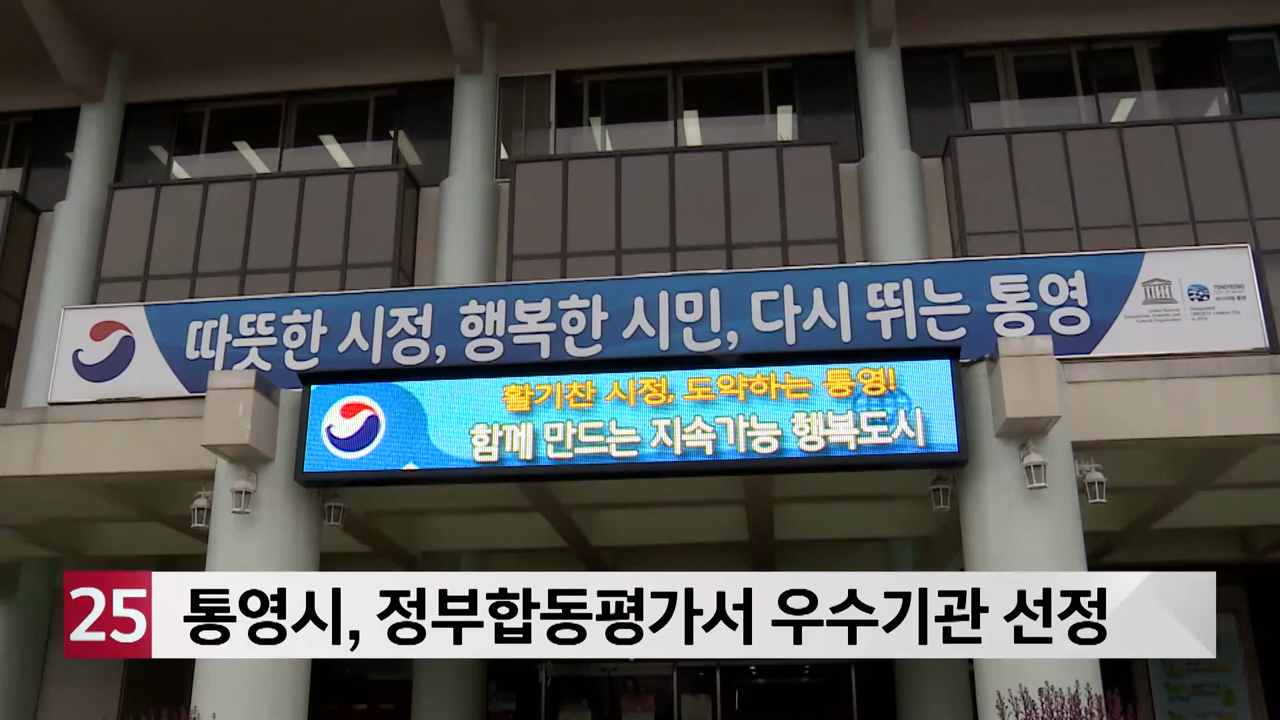 따뜻한 시정, 행복한 시민, 다시 뛰는 통영
TONGYEONG
활기찬 시정, 도약하는 통영!
함께 만드는 지속가능 행복도시
25 통영시, 정부합동평가서 우수기관 선정